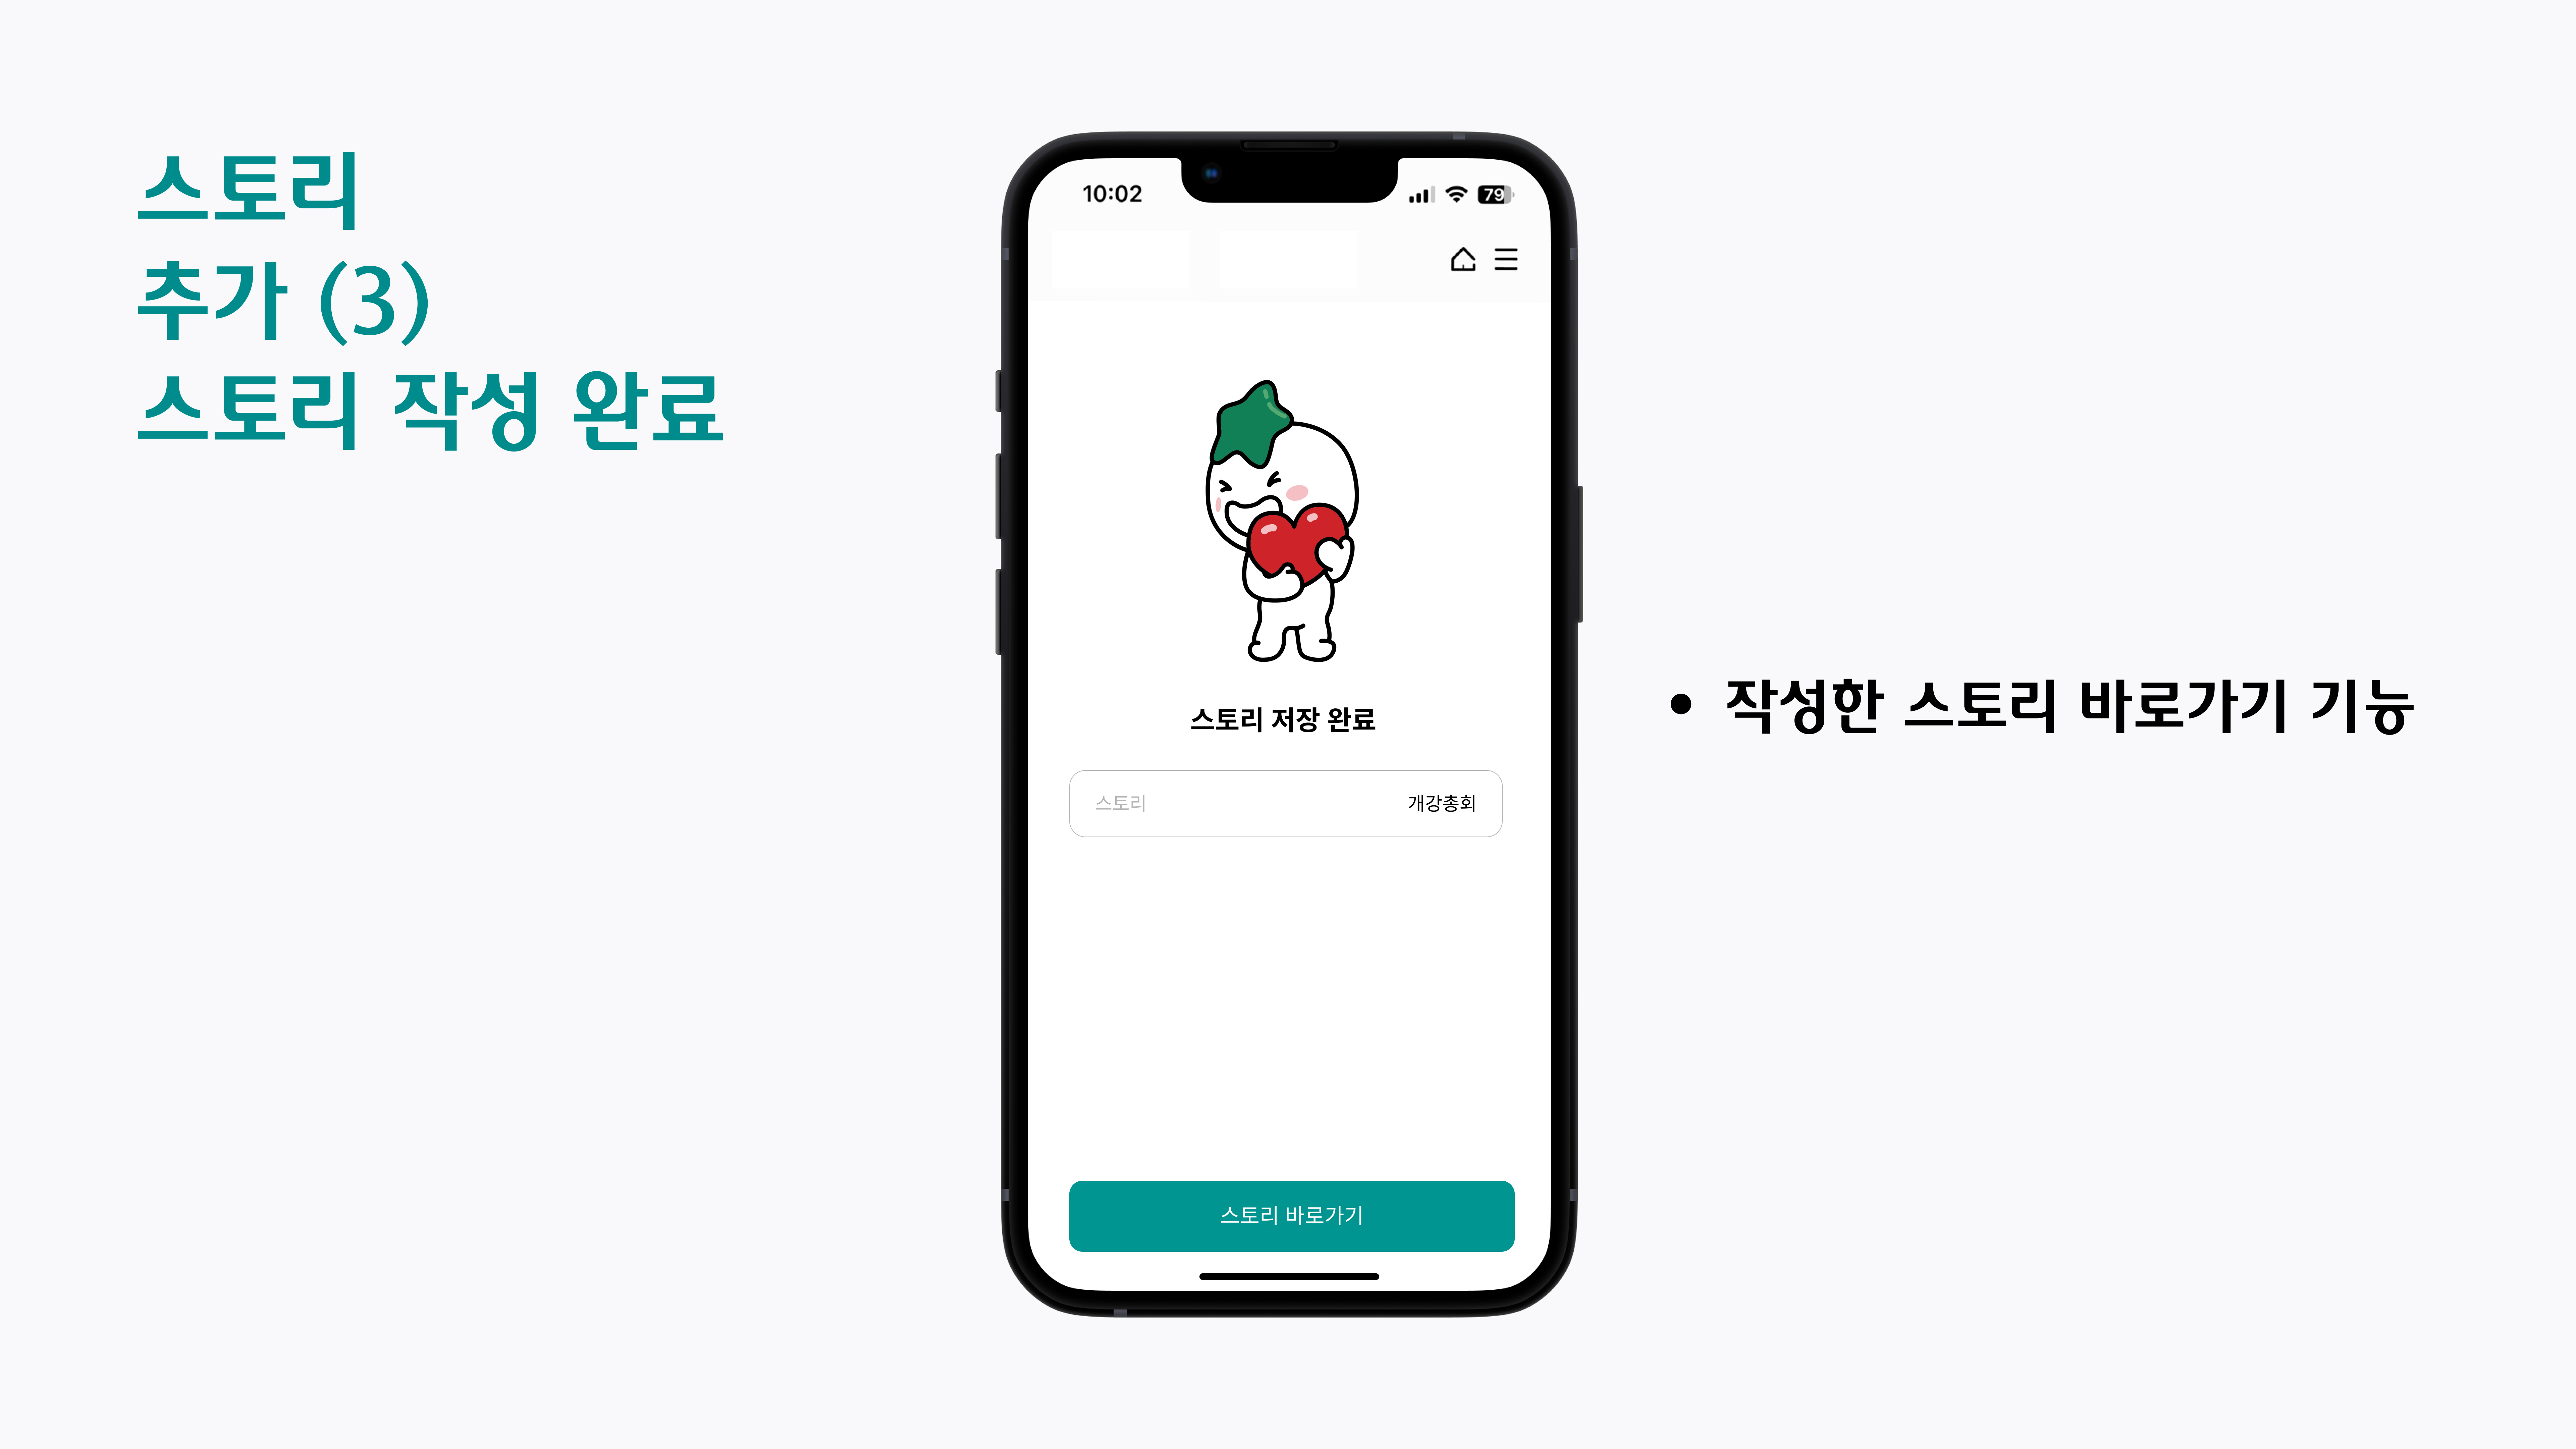 스토리
추가 (3)
스토리 작성 완료
10:02
79
스토리 저장 완료
스토리 개강총회
스토리 바로가기
• 작성한 스토리 바로가기 기능